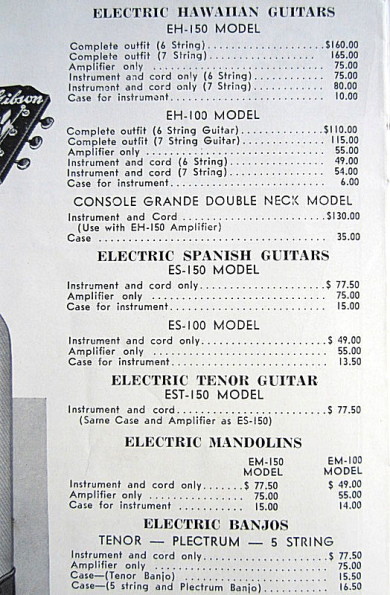 Gibson
ELECTRIC HAWAIIAN GUITARS
EH-150 MODEL
Complete outfit (6 String)........................$160.00
Complete outfit (7 String)........................ 165.00
Amplifier only .................................... 75.00
Instrument and cord only (6 String)............... 75.00
Instrument and cord only (7 String)............... 80.00
Case for instrument............................... 10.00
EH-100 MODEL
Complete outfit (6 String Guitar)..................$110.00
Complete outfit (7 String Guitar).................. 115.00
Amplifier only .................................... 55.00
Instrument and cord (6 String).................... 49.00
Instrument and cord (7 String).................... 54.00
Case for instrument............................... 6.00
CONSOLE GRANDE DOUBLE NECK MODEL
Instrument and Cord ..............................$130.00
(Use with EH-150 Amplifier)
Case ............................................. 35.00
ELECTRIC SPANISH GUITARS
ES-150 MODEL
Instrument and cord only..........................$ 77.50
Amplifier only ................................... 75.00
Case for instrument............................... 15.00
ES-100 MODEL
Instrument and cord only..........................$ 49.00
Amplifier only ................................... 55.00
Case for instrument............................... 13.50
ELECTRIC TENOR GUITAR
EST-150 MODEL
Instrument and cord...............................$ 77.50
(Same Case and Amplifier as ES-150)
ELECTRIC MANDOLINS
EM-150 MODEL EM-100 MODEL
Instrument and cord only.......$ 77.50 $ 49.00
Amplifier only ................ 75.00 55.00
Case for instrument ........... 15.00 14.00
ELECTRIC BANJOS
TENOR — PLECTRUM — 5 STRING
Instrument and cord only..........................$ 77.50
Amplifier only ................................... 75.00
Case—(Tenor Banjo)................................ 15.50
Case—(5 string and Plectrum Banjo)................ 16.50